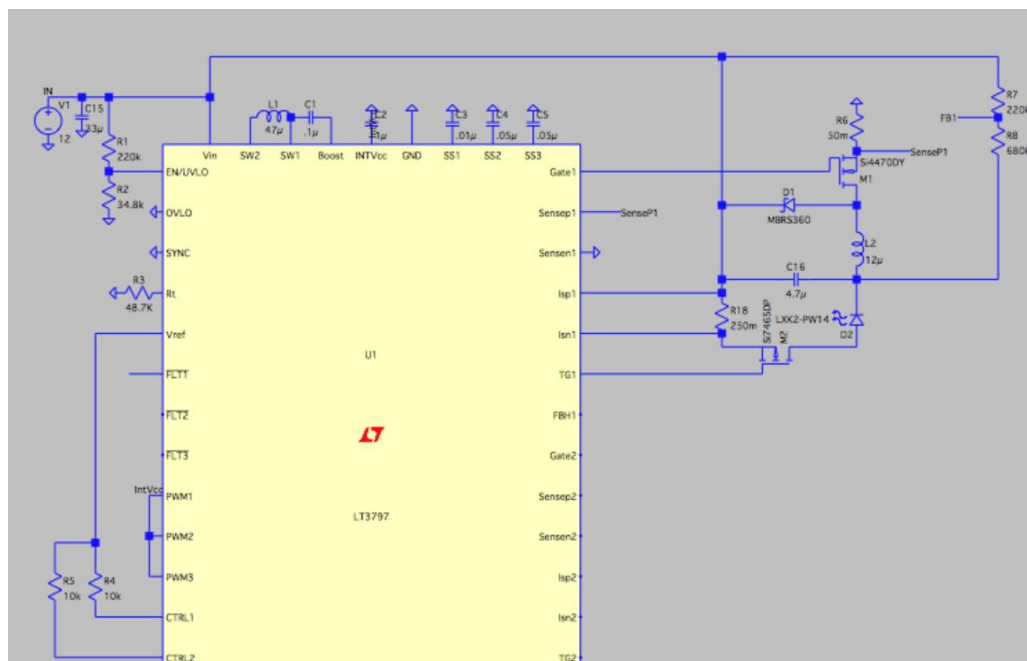 IN
V1
12
C15
33µ
R1
220k
R2
34.8k
L1
47µ
C1
.1µ
C2
1µ
C3
.01µ
C4
.05µ
C5
.05µ
Vin
SW2
SW1
Boost
INTVcc
GND
SS1
SS2
SS3
EN/UVLO
OVLO
SYNC
R3
48.7K
Rt
Vref
FLT1
FLT2
FLT3
IntVcc
PWM1
PWM2
PWM3
R5
10k
R4
10k
CTRL1
CTRL2
U1
LT3797
Gate1
Sensep1
SenseP1
Sensen1
Isp1
Isn1
TG1
FBH1
Gate2
Sensep2
Sensen2
Isp2
Isn2
TG2
R6
50m
SenseP1
Si4470DY
M1
D1
MBRS360
L2
12µ
C16
4.7µ
R18
250m
Si7465DP
M2
LXK2-PW14
D2
R7
220k
FB1
R8
680k